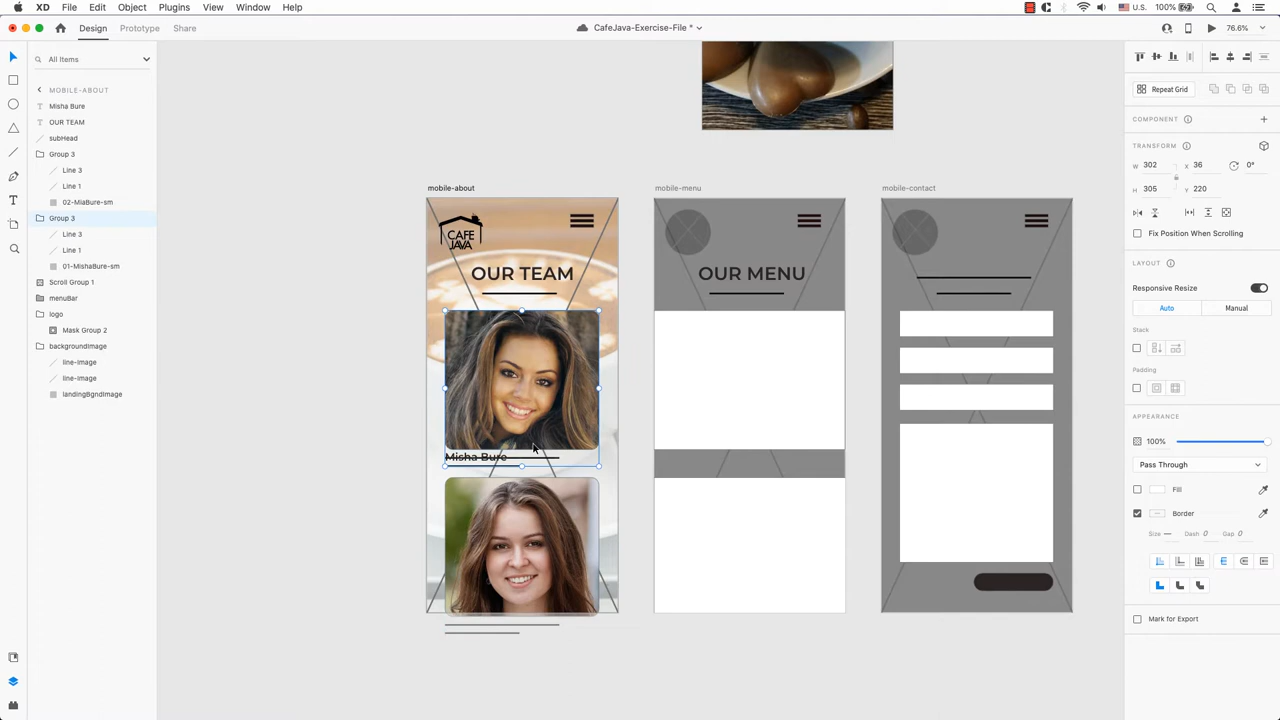 XD File Edit Object Plugins View Window Help U.S. 100%
Design Prototype Share CafeJava-Exercise-File * 76.6%
All Items
MOBILE-ABOUT
Misha Bure
OUR TEAM
subHead
Group 3
Line 3
Line 1
02-MiaBure-sm
Group 3
Line 3
Line 1
01-MishaBure-sm
Scroll Group 1
menuBar
logo
Mask Group 2
backgroundImage
line-Image
line-Image
landingBgndImage
mobile-about
CAFE
JAVA
OUR TEAM
Misha Bure
mobile-menu
OUR MENU
mobile-contact
Repeat Grid
COMPONENT
TRANSFORM
W 302 X 36 0°
H 305 Y 220
Fix Position When Scrolling
LAYOUT
Responsive Resize
Auto Manual
Stack
Padding
APPEARANCE
100%
Pass Through
Fill
Border
Size — Dash 0 Gap 0
Mark for Export